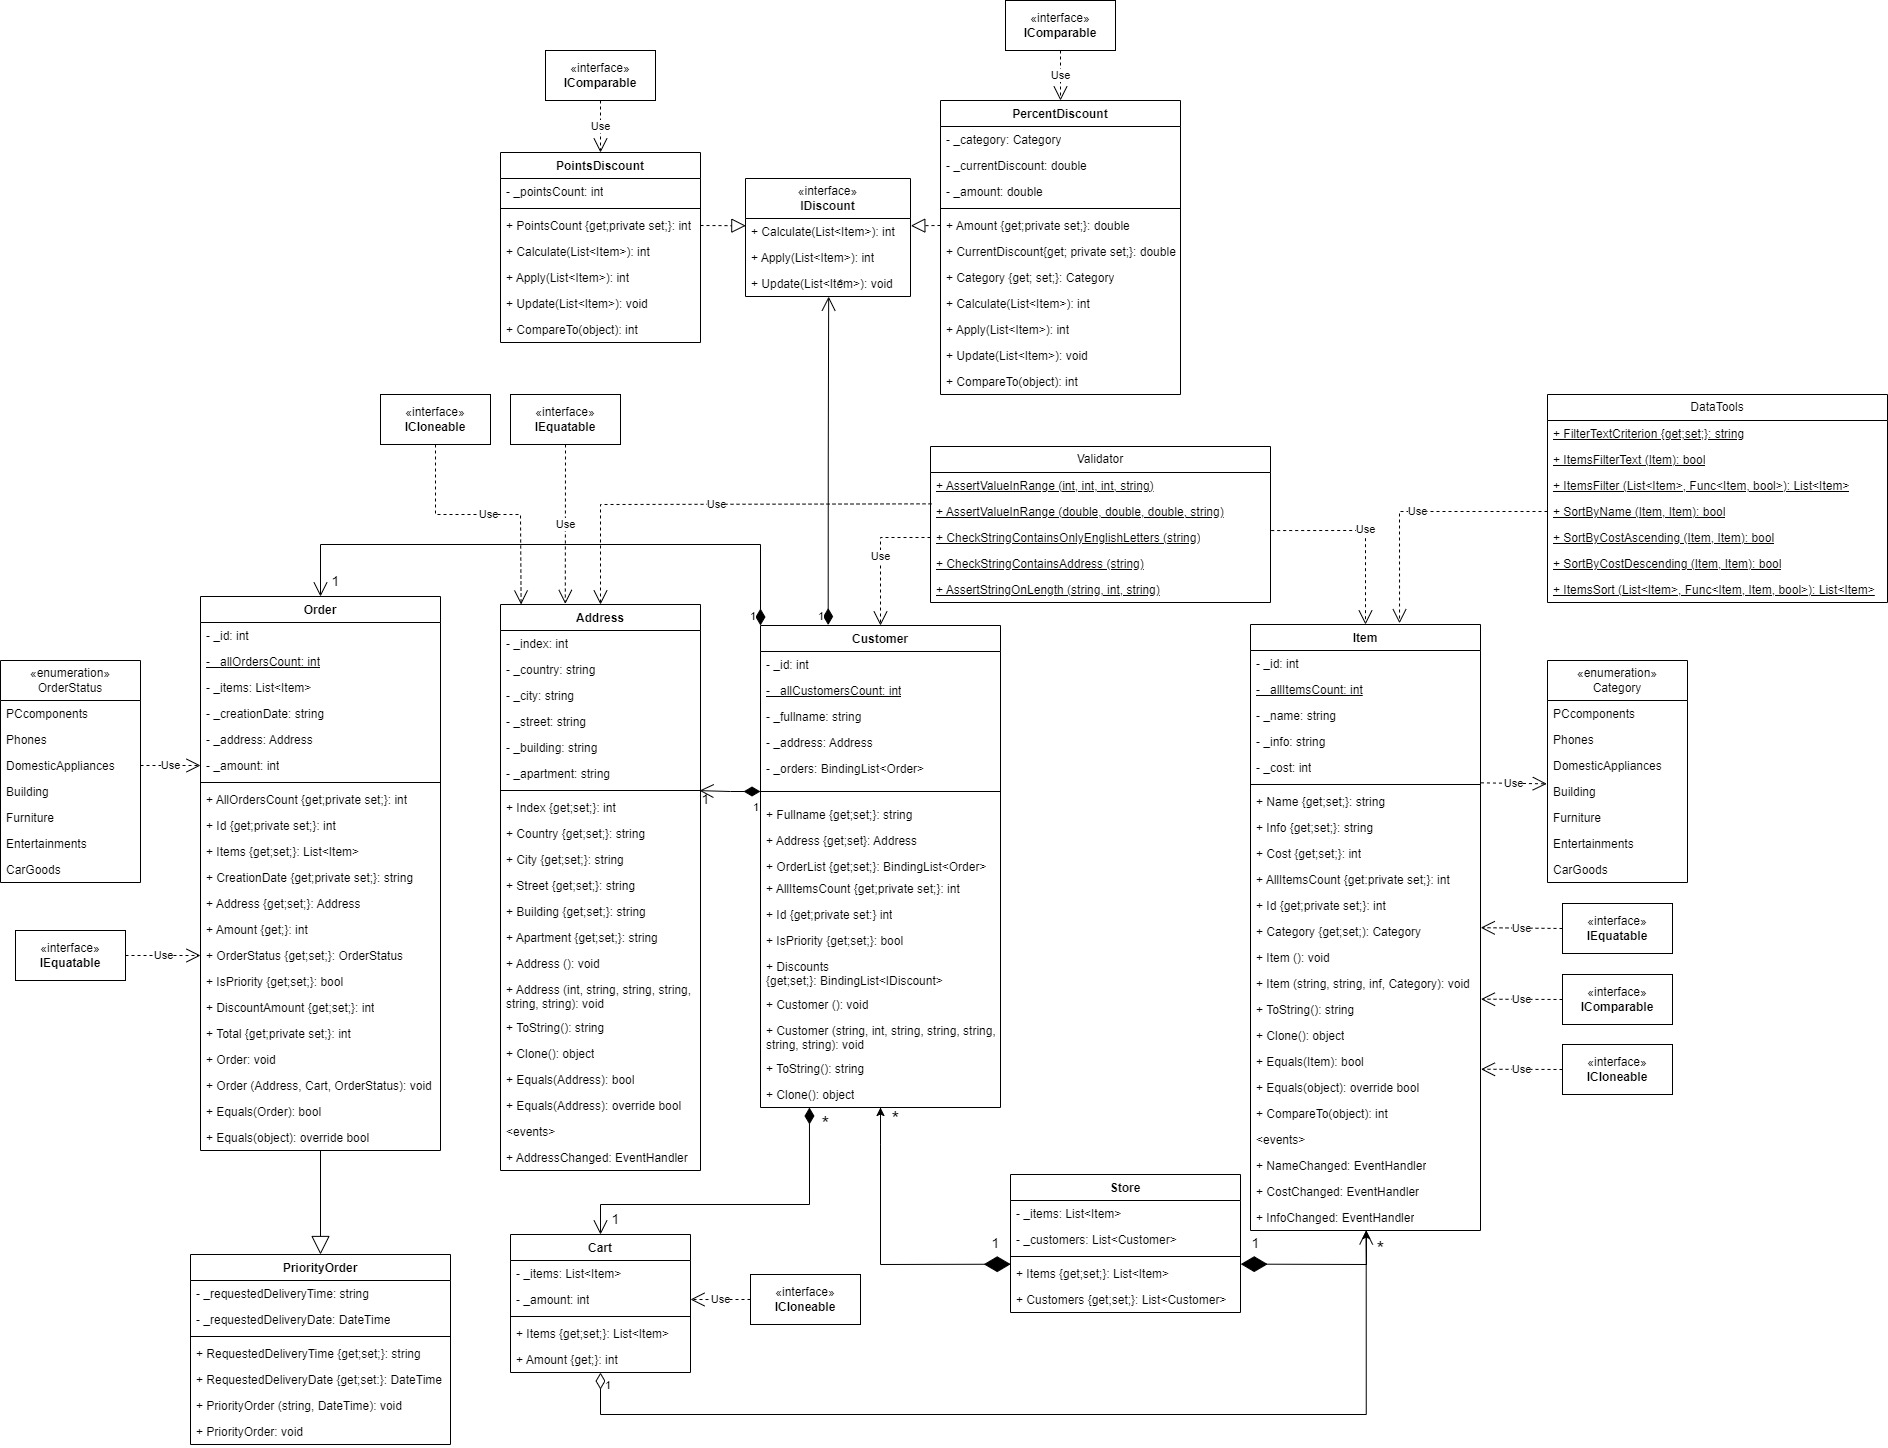 «interface»
IComparable
Use
«interface»
IComparable
Use
PointsDiscount
- _pointsCount: int
+ PointsCount {get;private set;}: int
+ Calculate(List<Item>): int
+ Apply(List<Item>): int
+ Update(List<Item>): void
+ CompareTo(object): int
«interface»
IDiscount
+ Calculate(List<Item>): int
+ Apply(List<Item>): int
+ Update(List<Item>): void
*
PercentDiscount
- _category: Category
- _currentDiscount: double
- _amount: double
+ Amount {get;private set;}: double
+ CurrentDiscount{get; private set;}: double
+ Category {get; set;}: Category
+ Calculate(List<Item>): int
+ Apply(List<Item>): int
+ Update(List<Item>): void
+ CompareTo(object): int
«interface»
ICloneable
Use
«interface»
IEquatable
Use
Use
Validator
+ AssertValueInRange (int, int, int, string)
+ AssertValueInRange (double, double, double, string)
+ CheckStringContainsOnlyEnglishLetters (string)
+ CheckStringContainsAddress (string)
+ AssertStringOnLength (string, int, string)
Use
Use
DataTools
+ FilterTextCriterion {get;set;}: string
+ ItemsFilterText (Item): bool
+ ItemsFilter (List<Item>, Func<Item, bool>): List<Item>
+ SortByName (Item, Item): bool
+ SortByCostAscending (Item, Item): bool
+ SortByCostDescending (Item, Item): bool
+ ItemsSort (List<Item>, Func<Item, Item, bool>): List<Item>
Use
«enumeration»
OrderStatus
PCcomponents
Phones
DomesticAppliances
Building
Furniture
Entertainments
CarGoods
Use
«interface»
IEquatable
Use
1
Order
- _id: int
- _allOrdersCount: int
- _items: List<Item>
- _creationDate: string
- _address: Address
- _amount: int
+ AllOrdersCount {get;private set;}: int
+ Id {get;private set;}: int
+ Items {get;set;}: List<Item>
+ CreationDate {get;private set;}: string
+ Address {get;set;}: Address
+ Amount {get;}: int
+ OrderStatus {get;set;}: OrderStatus
+ IsPriority {get;set;}: bool
+ DiscountAmount {get;set;}: int
+ Total {get;private set;}: int
+ Order: void
+ Order (Address, Cart, OrderStatus): void
+ Equals(Order): bool
+ Equals(object): override bool
Address
- _index: int
- _country: string
- _city: string
- _street: string
- _building: string
- _apartment: string
+ Index {get;set;}: int
+ Country {get;set;}: string
+ City {get;set;}: string
+ Street {get;set;}: string
+ Building {get;set;}: string
+ Apartment {get;set;}: string
+ Address (): void
+ Address (int, string, string, string,
string, string): void
+ ToString(): string
+ Clone(): object
+ Equals(Address): bool
+ Equals(Address): override bool
<events>
+ AddressChanged: EventHandler
1
1
1
1
Customer
- _id: int
- _allCustomersCount: int
- _fullname: string
- _address: Address
- _orders: BindingList<Order>
+ Fullname {get;set;}: string
+ Address {get;set}: Address
+ OrderList {get;set;}: BindingList<Order>
+ AllItemsCount {get;private set;}: int
+ Id {get;private set:} int
+ IsPriority {get;set;}: bool
+ Discounts
{get;set;}: BindingList<IDiscount>
+ Customer (): void
+ Customer (string, int, string, string, string,
string, string): void
+ ToString(): string
+ Clone(): object
*
*
Item
- _id: int
- _allItemsCount: int
- _name: string
- _info: string
- _cost: int
+ Name {get;set;}: string
+ Info {get;set;}: string
+ Cost {get;set;}: int
+ AllItemsCount {get:private set;}: int
+ Id {get;private set;}: int
+ Category {get;set;): Category
+ Item (): void
+ Item (string, string, inf, Category): void
+ ToString(): string
+ Clone(): object
+ Equals(Item): bool
+ Equals(object): override bool
+ CompareTo(object): int
<events>
+ NameChanged: EventHandler
+ CostChanged: EventHandler
+ InfoChanged: EventHandler
Use
«enumeration»
Category
PCcomponents
Phones
DomesticAppliances
Building
Furniture
Entertainments
CarGoods
Use
«interface»
IEquatable
Use
«interface»
IComparable
Use
«interface»
ICloneable
PriorityOrder
- _requestedDeliveryTime: string
- _requestedDeliveryDate: DateTime
+ RequestedDeliveryTime {get;set;}: string
+ RequestedDeliveryDate {get;set:}: DateTime
+ PriorityOrder (string, DateTime): void
+ PriorityOrder: void
1
Cart
- _items: List<Item>
- _amount: int
+ Items {get;set;}: List<Item>
+ Amount {get;}: int
1
Use
«interface»
ICloneable
1
Store
- _items: List<Item>
- _customers: List<Customer>
+ Items {get;set;}: List<Item>
+ Customers {get;set;}: List<Customer>
1
*